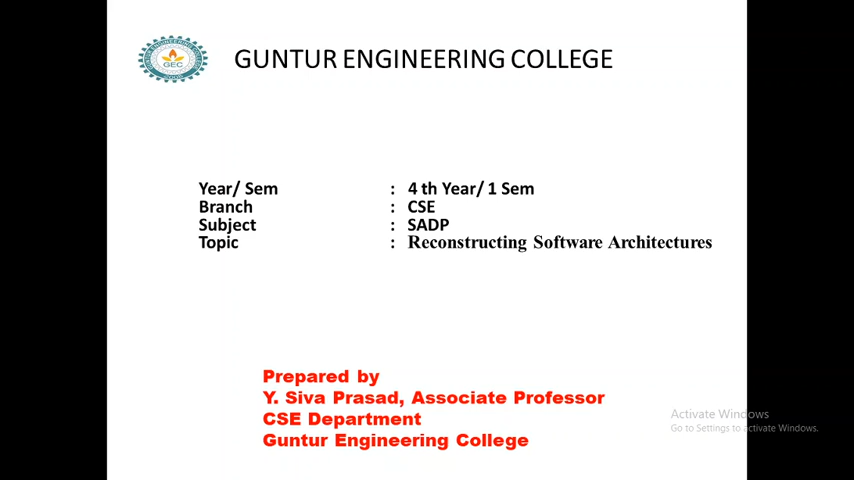 GUNTUR ENGINEERING COLLEGE
GEC
Year/ Sem : 4 th Year/ 1 Sem
Branch : CSE
Subject : SADP
Topic : Reconstructing Software Architectures
Prepared by
Y. Siva Prasad, Associate Professor
CSE Department
Guntur Engineering College
Activate Windows
Go to Settings to Activate Windows.